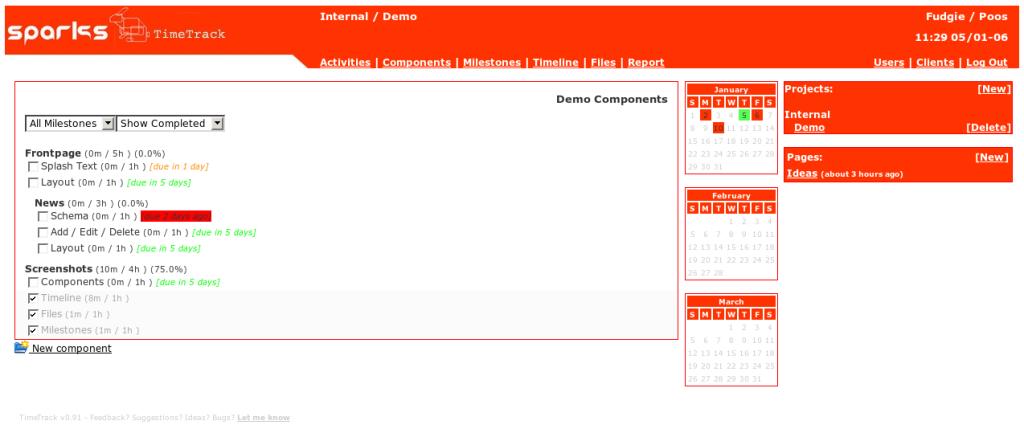 sparks TimeTrack
Internal / Demo
Fudgie / Poos
11:29 05/01-06
Activities | Components | Milestones | Timeline | Files | Report
Users | Clients | Log Out
Demo Components
All Milestones Show Completed
Frontpage (0m / 5h ) (0.0%)
Splash Text (0m / 1h ) [due in 1 day]
Layout (0m / 1h ) [due in 5 days]
News (0m / 3h ) (0.0%)
Schema (0m / 1h ) [due 2 days ago]
Add / Edit / Delete (0m / 1h ) [due in 5 days]
Layout (0m / 1h ) [due in 5 days]
Screenshots (10m / 4h ) (75.0%)
Components (0m / 1h ) [due in 5 days]
Timeline (8m / 1h )
Files (1m / 1h )
Milestones (1m / 1h )
New component
January
S M T W T F S
1 2 3 4 5 6 7
8 9 10 11 12 13 14
15 16 17 18 19 20 21
22 23 24 25 26 27 28
29 30 31
February
S M T W T F S
1 2 3 4
5 6 7 8 9 10 11
12 13 14 15 16 17 18
19 20 21 22 23 24 25
26 27 28
March
S M T W T F S
1 2 3 4
5 6 7 8 9 10 11
12 13 14 15 16 17 18
19 20 21 22 23 24 25
26 27 28 29 30 31
Projects: [New]
Internal
Demo [Delete]
Pages: [New]
Ideas (about 3 hours ago)
TimeTrack v0.91 - Feedback? Suggestions? Ideas? Bugs? Let me know